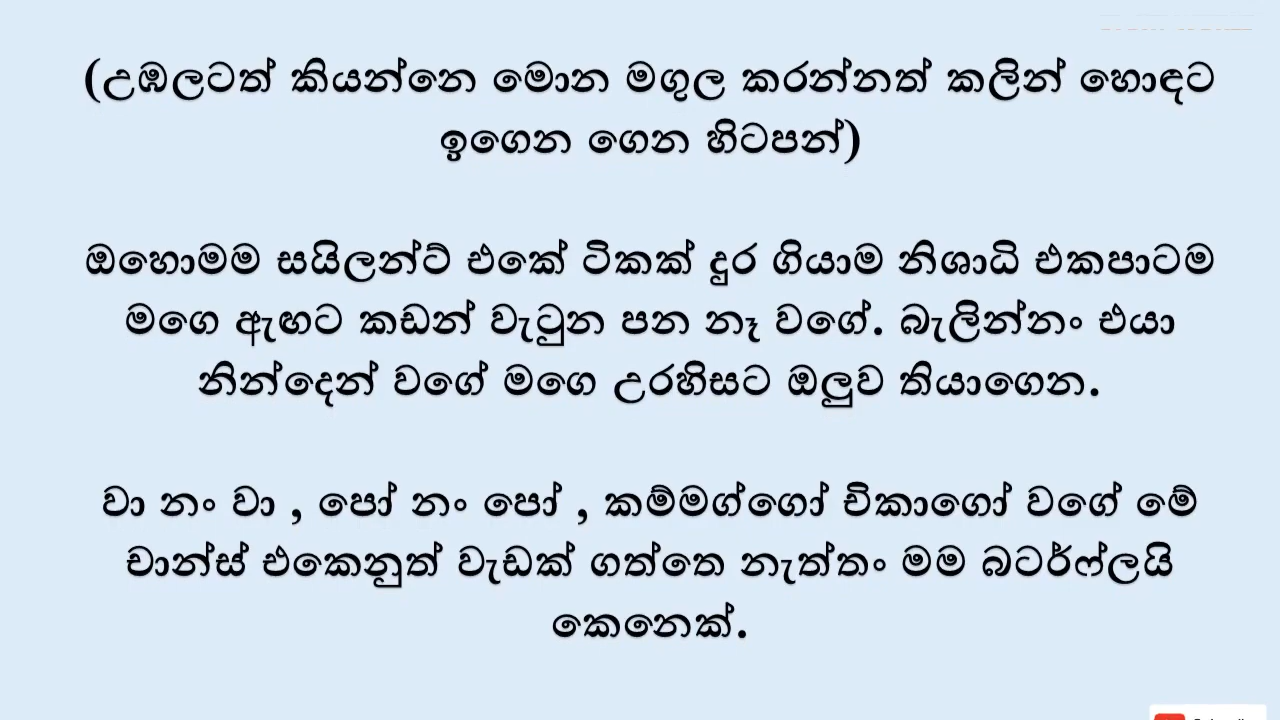 (උඹලටත් කියන්නෙ මොන මගුල කරන්නත් කලින් හොඳට
ඉගෙන ගෙන හිටපන්)
ඔහොමම සයිලන්ට් එකේ ටිකක් දුර ගියාම නිශාධි එකපාටම
මගෙ ඇඟට කඩන් වැටුන පන නෑ වගේ. බැලින්නං එයා
නින්දෙන් වගේ මගෙ උරහිසට ඔලුව තියාගෙන.
වා නං වා , පෝ නං පෝ , කම්මග්ගෝ චිකාගෝ වගේ මේ
චාන්ස් එකෙනුත් වැඩක් ගත්තෙ නැත්තං මම බටර්ෆ්ලයි
කෙනෙක්.